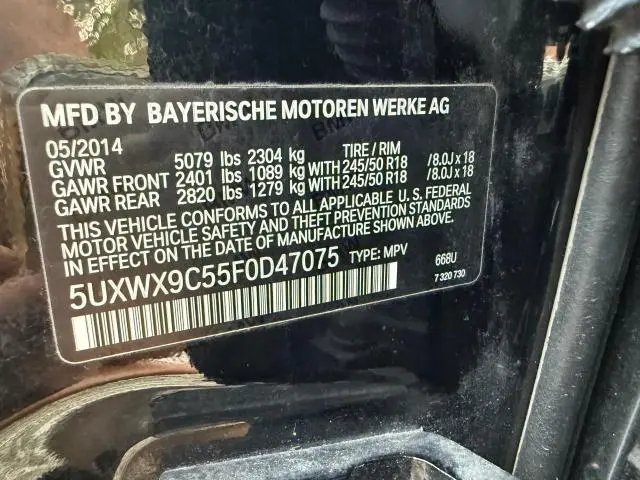 MFD BY BAYERISCHE MOTOREN WERKE AG
05/2014 TIRE / RIM
GVWR 5079 lbs 2304 kg
GAWR FRONT 2401 lbs 1089 kg WITH 245/50 R18 /8.0J x 18
GAWR REAR 2820 lbs 1279 kg WITH 245/50 R18 /8.0J x 18
THIS VEHICLE CONFORMS TO ALL APPLICABLE U. S. FEDERAL
MOTOR VEHICLE SAFETY AND THEFT PREVENTION STANDARDS
IN EFFECT ON THE DATE OF MANUFACTURE SHOWN ABOVE.
5UXWX9C55F0D47075 TYPE: MPV 668U
7 320 730